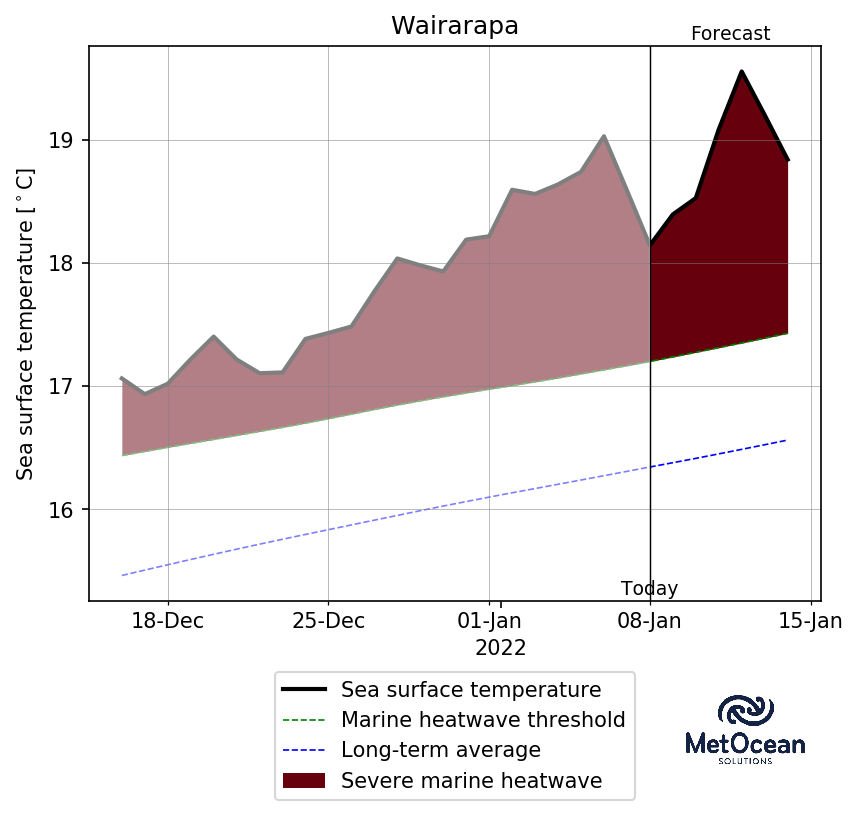 Wairarapa
Forecast
Sea surface temperature [°C]
19
18
17
16
Today
18-Dec 25-Dec 01-Jan 08-Jan 15-Jan
2022
Sea surface temperature
Marine heatwave threshold
Long-term average
Severe marine heatwave
MetOcean
SOLUTIONS